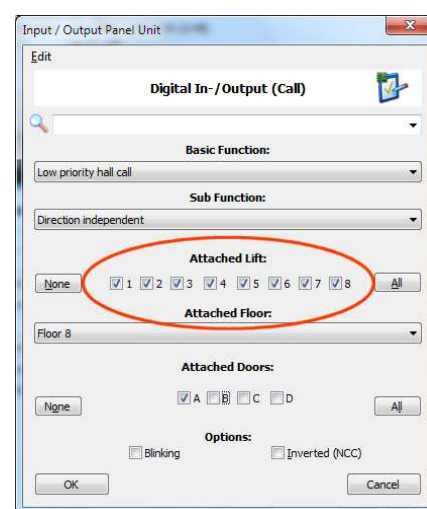 Input / Output Panel Unit
Edit
Digital In-/Output (Call)
Basic Function:
Low priority hall call
Sub Function:
Direction independent
Attached Lift:
None 1 2 3 4 5 6 7 8 All
Attached Floor:
Floor 8
Attached Doors:
None A B C D All
Options:
Blinking Inverted (NCC)
OK Cancel